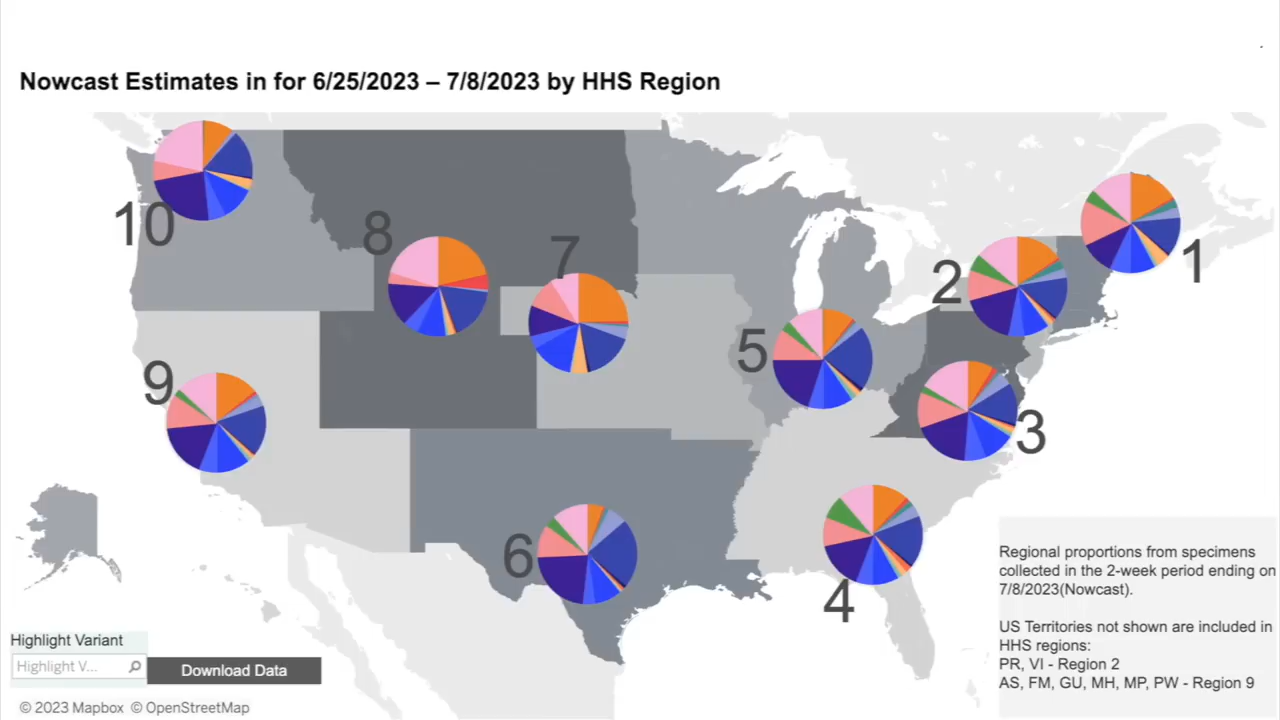 Nowcast Estimates in for 6/25/2023 – 7/8/2023 by HHS Region
10
8
7
1
2
5
9
3
6
4
Regional proportions from specimens
collected in the 2-week period ending on
7/8/2023(Nowcast).
US Territories not shown are included in
HHS regions:
PR, VI - Region 2
AS, FM, GU, MH, MP, PW - Region 9
Highlight Variant
Highlight V...
Download Data
© 2023 Mapbox © OpenStreetMap